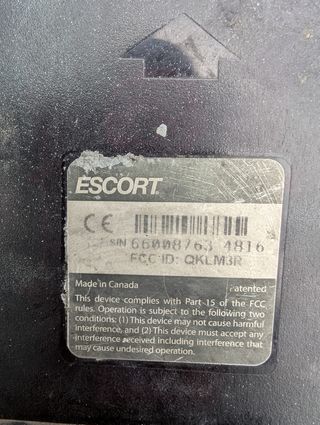 ESCORT
CE
S/N 66008763 4816
FCC ID: QKLM3R
Made in Canada Patented
This device complies with Part 15 of the FCC
rules. Operation is subject to the following two
conditions: (1) This device may not cause harmful
interference, and (2) This device must accept any
interference received including interference that
may cause undesired operation.